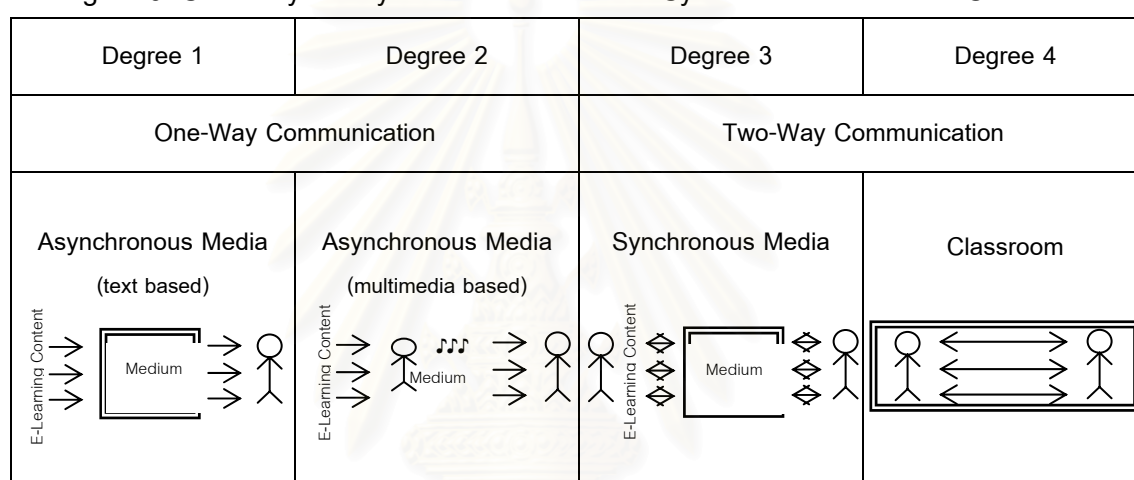 Degree 1
Degree 2
Degree 3
Degree 4
One-Way Communication
Two-Way Communication
Asynchronous Media
(text based)
E-Learning Content
Medium
Asynchronous Media
(multimedia based)
E-Learning Content
Medium
Synchronous Media
E-Learning Content
Medium
Classroom